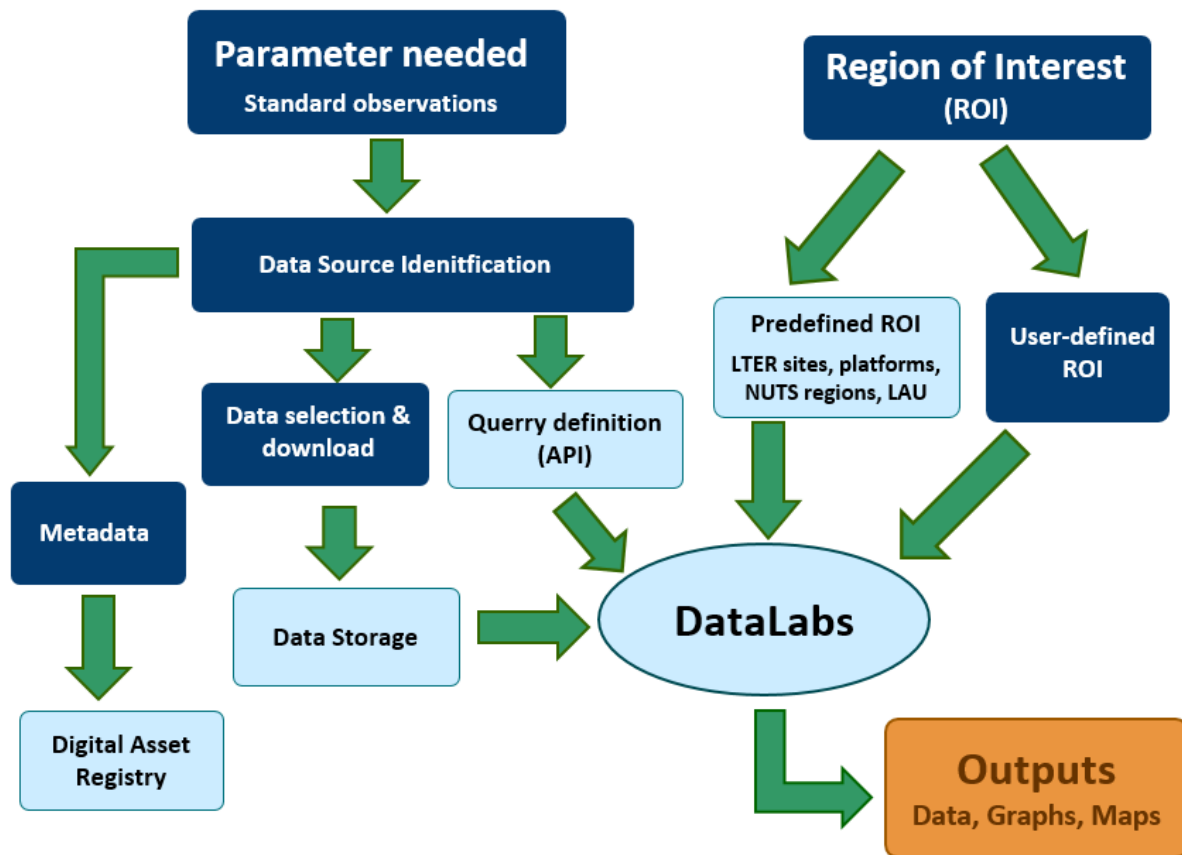 Parameter needed
Standard observations
Region of Interest
(ROI)
Data Source Idenitfication
Predefined ROI
LTER sites, platforms,
NUTS regions, LAU
User-defined
ROI
Data selection &
download
Querry definition
(API)
Metadata
Data Storage
DataLabs
Digital Asset
Registry
Outputs
Data, Graphs, Maps